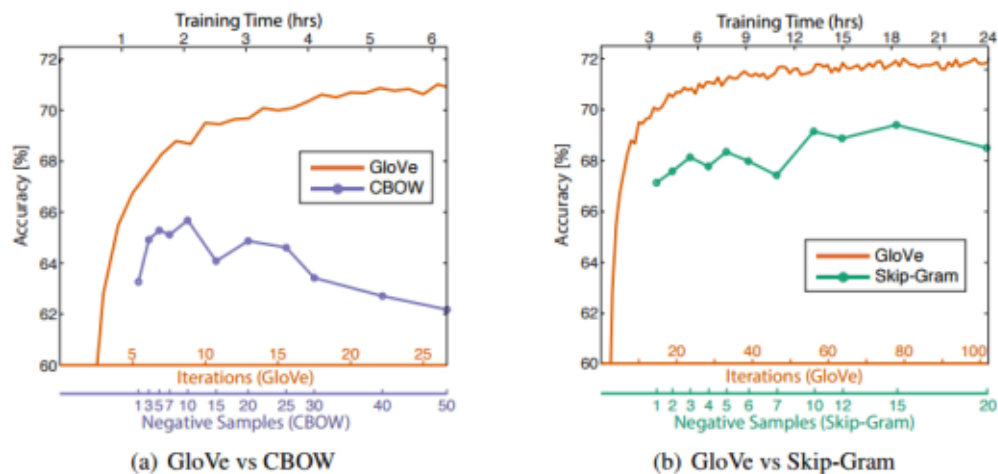 Training Time (hrs)
1 2 3 4 5 6
72
70
68
66
64
62
60
Accuracy [%]
GloVe
CBOW
5 10 15 20 25
Iterations (GloVe)
1 3 5 7 10 15 20 25 30 40 50
Negative Samples (CBOW)
(a) GloVe vs CBOW
Training Time (hrs)
3 6 9 12 15 18 21 24
72
70
68
66
64
62
60
Accuracy [%]
GloVe
Skip-Gram
20 40 60 80 100
Iterations (GloVe)
1 2 3 4 5 6 7 10 12 15 20
Negative Samples (Skip-Gram)
(b) GloVe vs Skip-Gram